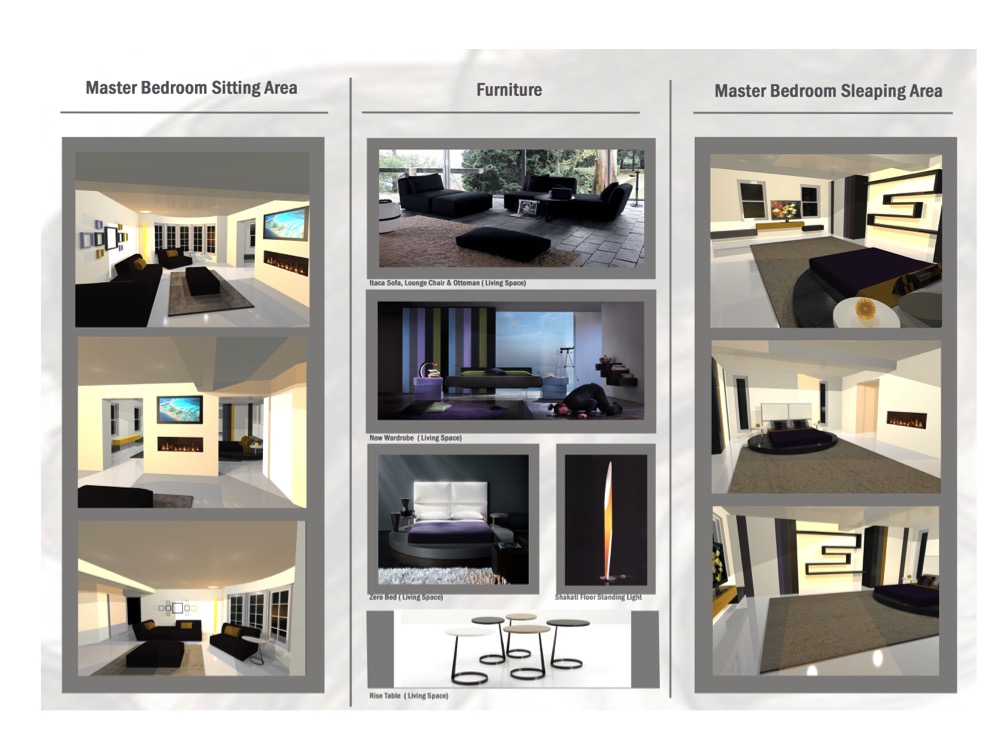 Master Bedroom Sitting Area
Furniture
Master Bedroom Sleaping Area
Itaca Sofa, Lounge Chair & Ottoman ( Living Space)
Now Wardrobe ( Living Space)
Zero Bed ( Living Space)
Shakati Floor Standing Light
Rise Table ( Living Space)